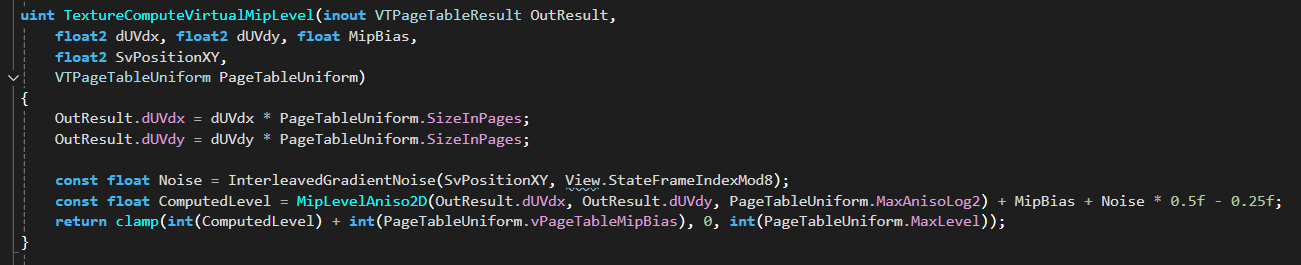 uint TextureComputeVirtualMipLevel(inout VTPageTableResult OutResult,
    float2 dUVdx, float2 dUVdy, float MipBias,
    float2 SvPositionXY,
    VTPageTableUniform PageTableUniform)
{
    OutResult.dUVdx = dUVdx * PageTableUniform.SizeInPages;
    OutResult.dUVdy = dUVdy * PageTableUniform.SizeInPages;

    const float Noise = InterleavedGradientNoise(SvPositionXY, View.StateFrameIndexMod8);
    const float ComputedLevel = MipLevelAniso2D(OutResult.dUVdx, OutResult.dUVdy, PageTableUniform.MaxAnisoLog2) + MipBias + Noise * 0.5f - 0.25f;
    return clamp(int(ComputedLevel) + int(PageTableUniform.vPageTableMipBias), 0, int(PageTableUniform.MaxLevel));
}